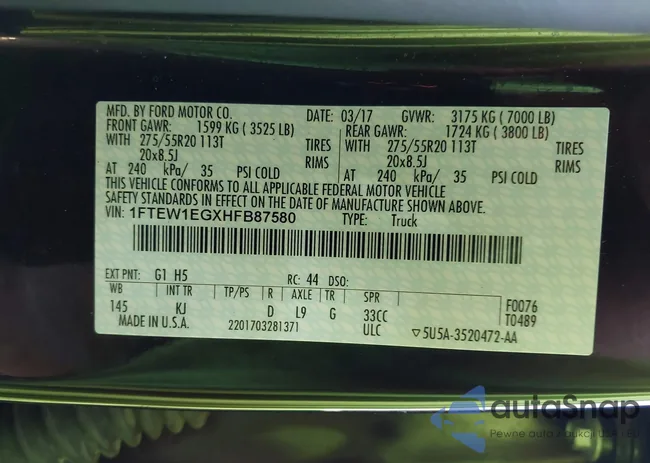 MFD. BY FORD MOTOR CO. DATE: 03/17 GVWR: 3175 KG ( 7000 LB)
FRONT GAWR: 1599 KG ( 3525 LB) REAR GAWR: 1724 KG ( 3800 LB)
WITH 275/55R20 113T TIRES WITH 275/55R20 113T TIRES
20x8.5J RIMS 20x8.5J RIMS
AT 240 kPa/ 35 PSI COLD AT 240 kPa/ 35 PSI COLD
THIS VEHICLE CONFORMS TO ALL APPLICABLE FEDERAL MOTOR VEHICLE
SAFETY STANDARDS IN EFFECT ON THE DATE OF MANUFACTURE SHOWN ABOVE.
VIN: 1FTEW1EGXHFB87580 TYPE: Truck
EXT PNT: G1 H5 RC: 44 DSO:
WB INT TR TP/PS R AXLE TR SPR F0076
145 KJ D L9 G 33CC T0489
MADE IN U.S.A. 2201703281371 ULC ▽5U5A-3520472-AA
autoSnap
Pewne auta z aukcji USA i EU